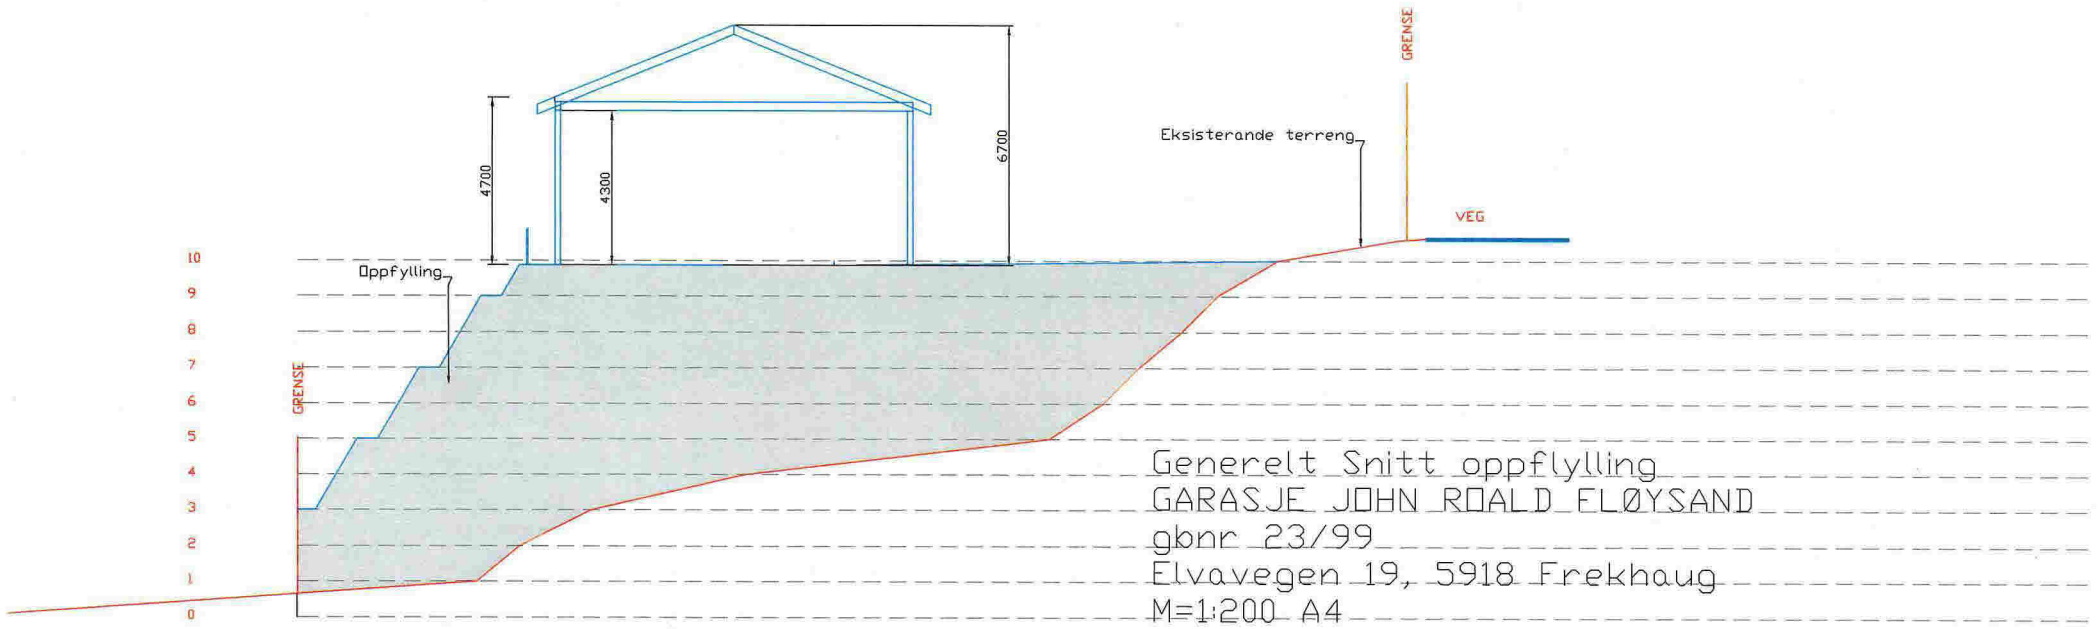 GRENSE
6700
Eksisterande terreng
4700
4300
VEG
10
Oppfylling
9
8
7
GRENSE
6
5
4
3
2
1
0
Generelt Snitt oppflylling
GARASJE JOHN ROALD FLØYSAND
gbnr 23/99
Elvavegen 19, 5918 Frekhaug
M=1:200 A4